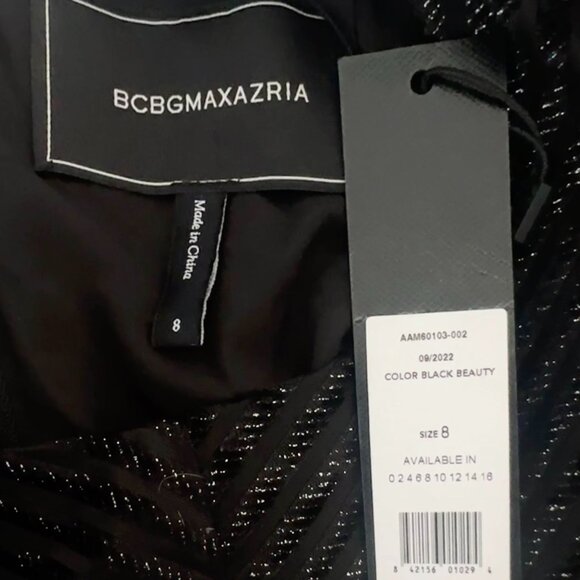 BCBGMAXAZRIA
Made in China
8
AAM60103-002
09/2022
COLOR BLACK BEAUTY
SIZE 8
AVAILABLE IN
0 2 4 6 8 10 12 14 16
8 42156 01029 4